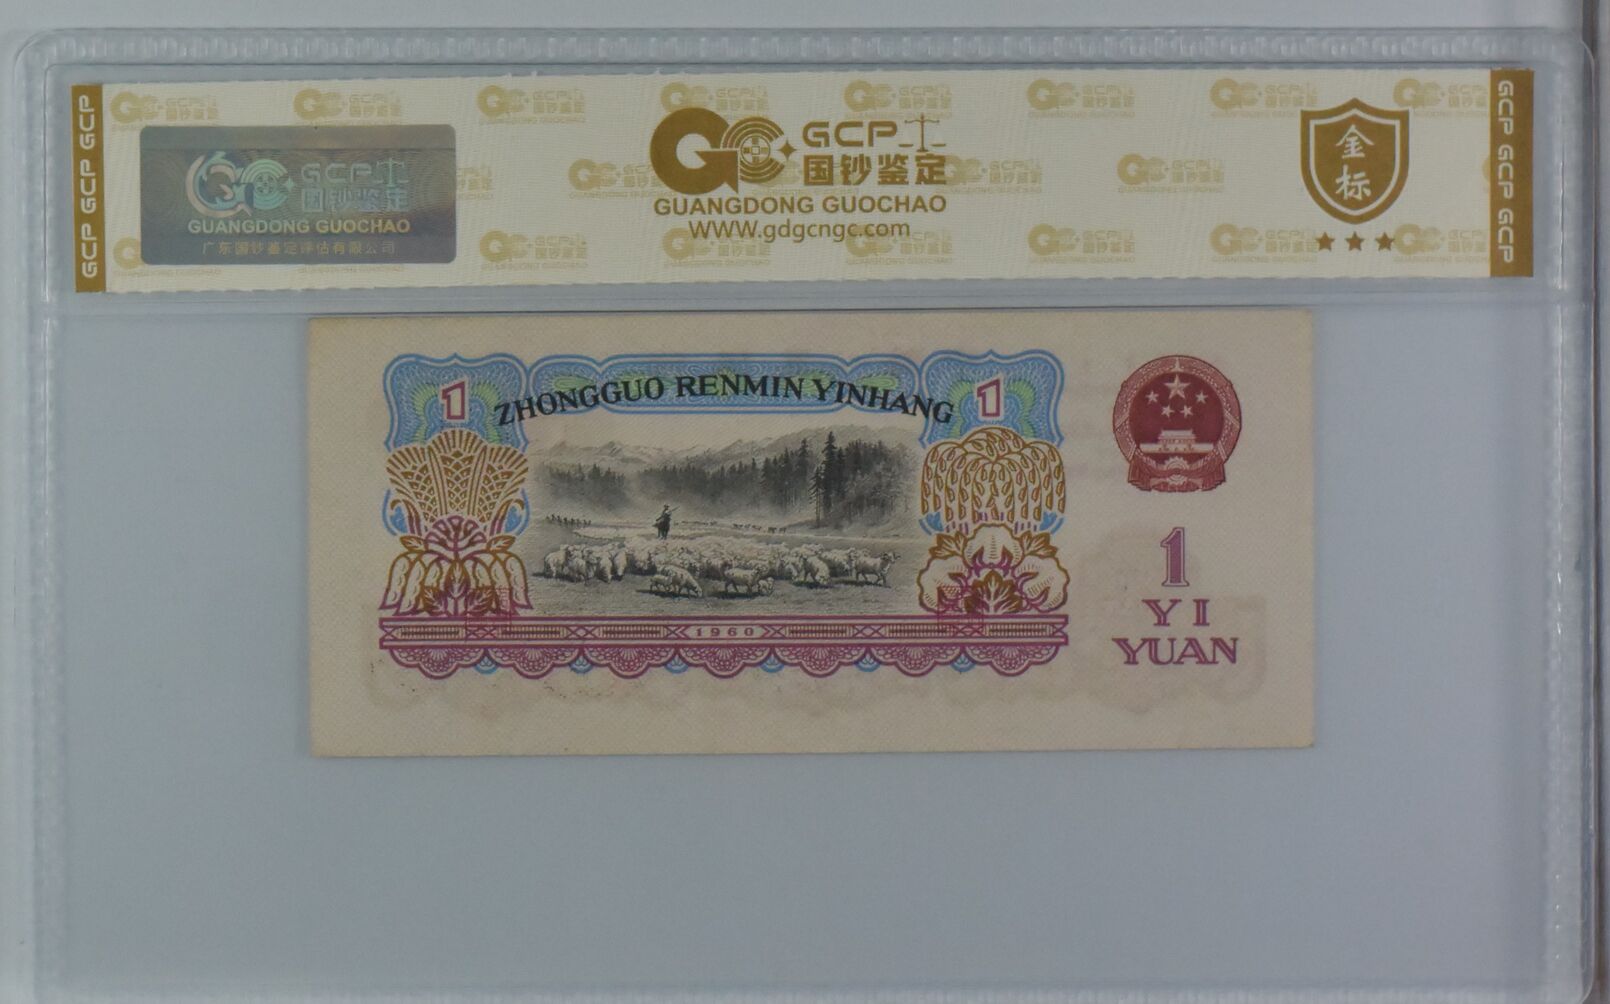 GCP GCP GCP
GCP
国钞鉴定
GUANGDONG GUOCHAO
广东国钞鉴定评估有限公司
GCP
国钞鉴定
GUANGDONG GUOCHAO
WWW.gdgcngc.com
金标
GCP GCP GCP
1
ZHONGGUO RENMIN YINHANG
1
1960
1
YI
YUAN